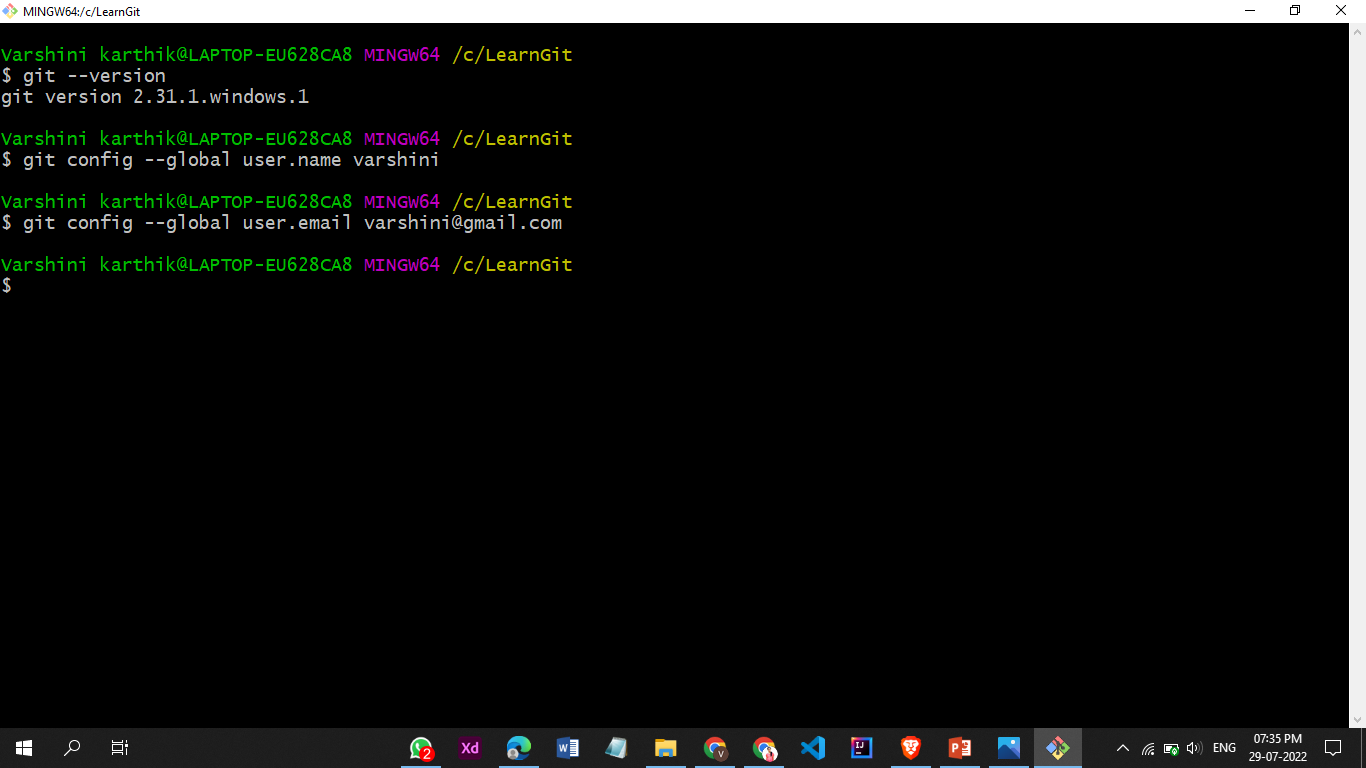 MINGW64:/c/LearnGit
Varshini karthik@LAPTOP-EU628CA8 MINGW64 /c/LearnGit
$ git --version
git version 2.31.1.windows.1
Varshini karthik@LAPTOP-EU628CA8 MINGW64 /c/LearnGit
$ git config --global user.name varshini
Varshini karthik@LAPTOP-EU628CA8 MINGW64 /c/LearnGit
$ git config --global user.email varshini@gmail.com
Varshini karthik@LAPTOP-EU628CA8 MINGW64 /c/LearnGit
$
2
Xd
W
V
IJ
P
ENG
07:35 PM
29-07-2022